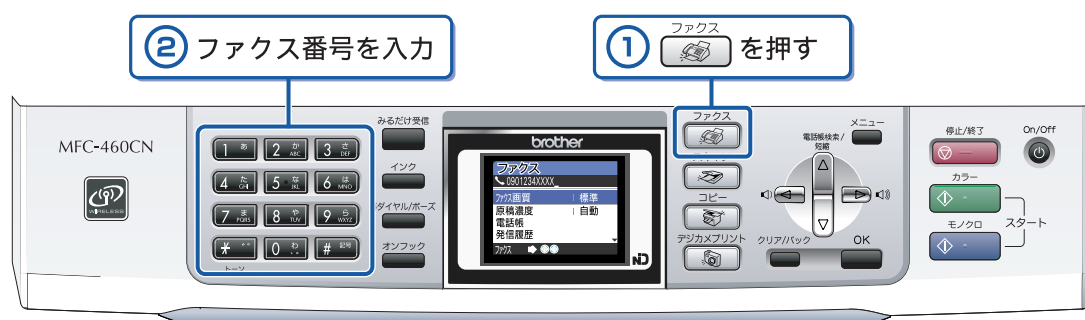 ② ファクス番号を入力
① ファクス を押す
MFC-460CN
WIRELESS
1 あ
2 か ABC
3 さ DEF
4 た GHI
5 な JKL
6 は MNO
7 ま PQRS
8 や TUV
9 ら WXYZ
* ゛゜
0 わ
# 記号
トーン
みるだけ受信
インク
ダイヤル/ポーズ
オンフック
brother
ファクス
0901234XXXX_
ファクス画質 標準
原稿濃度 自動
電話帳
発信履歴
ファクス
ファクス
コピー
デジカメプリント
メニュー
電話帳検索/
短縮
クリアバック
OK
停止/終了
On/Off
カラー
モノクロ
スタート